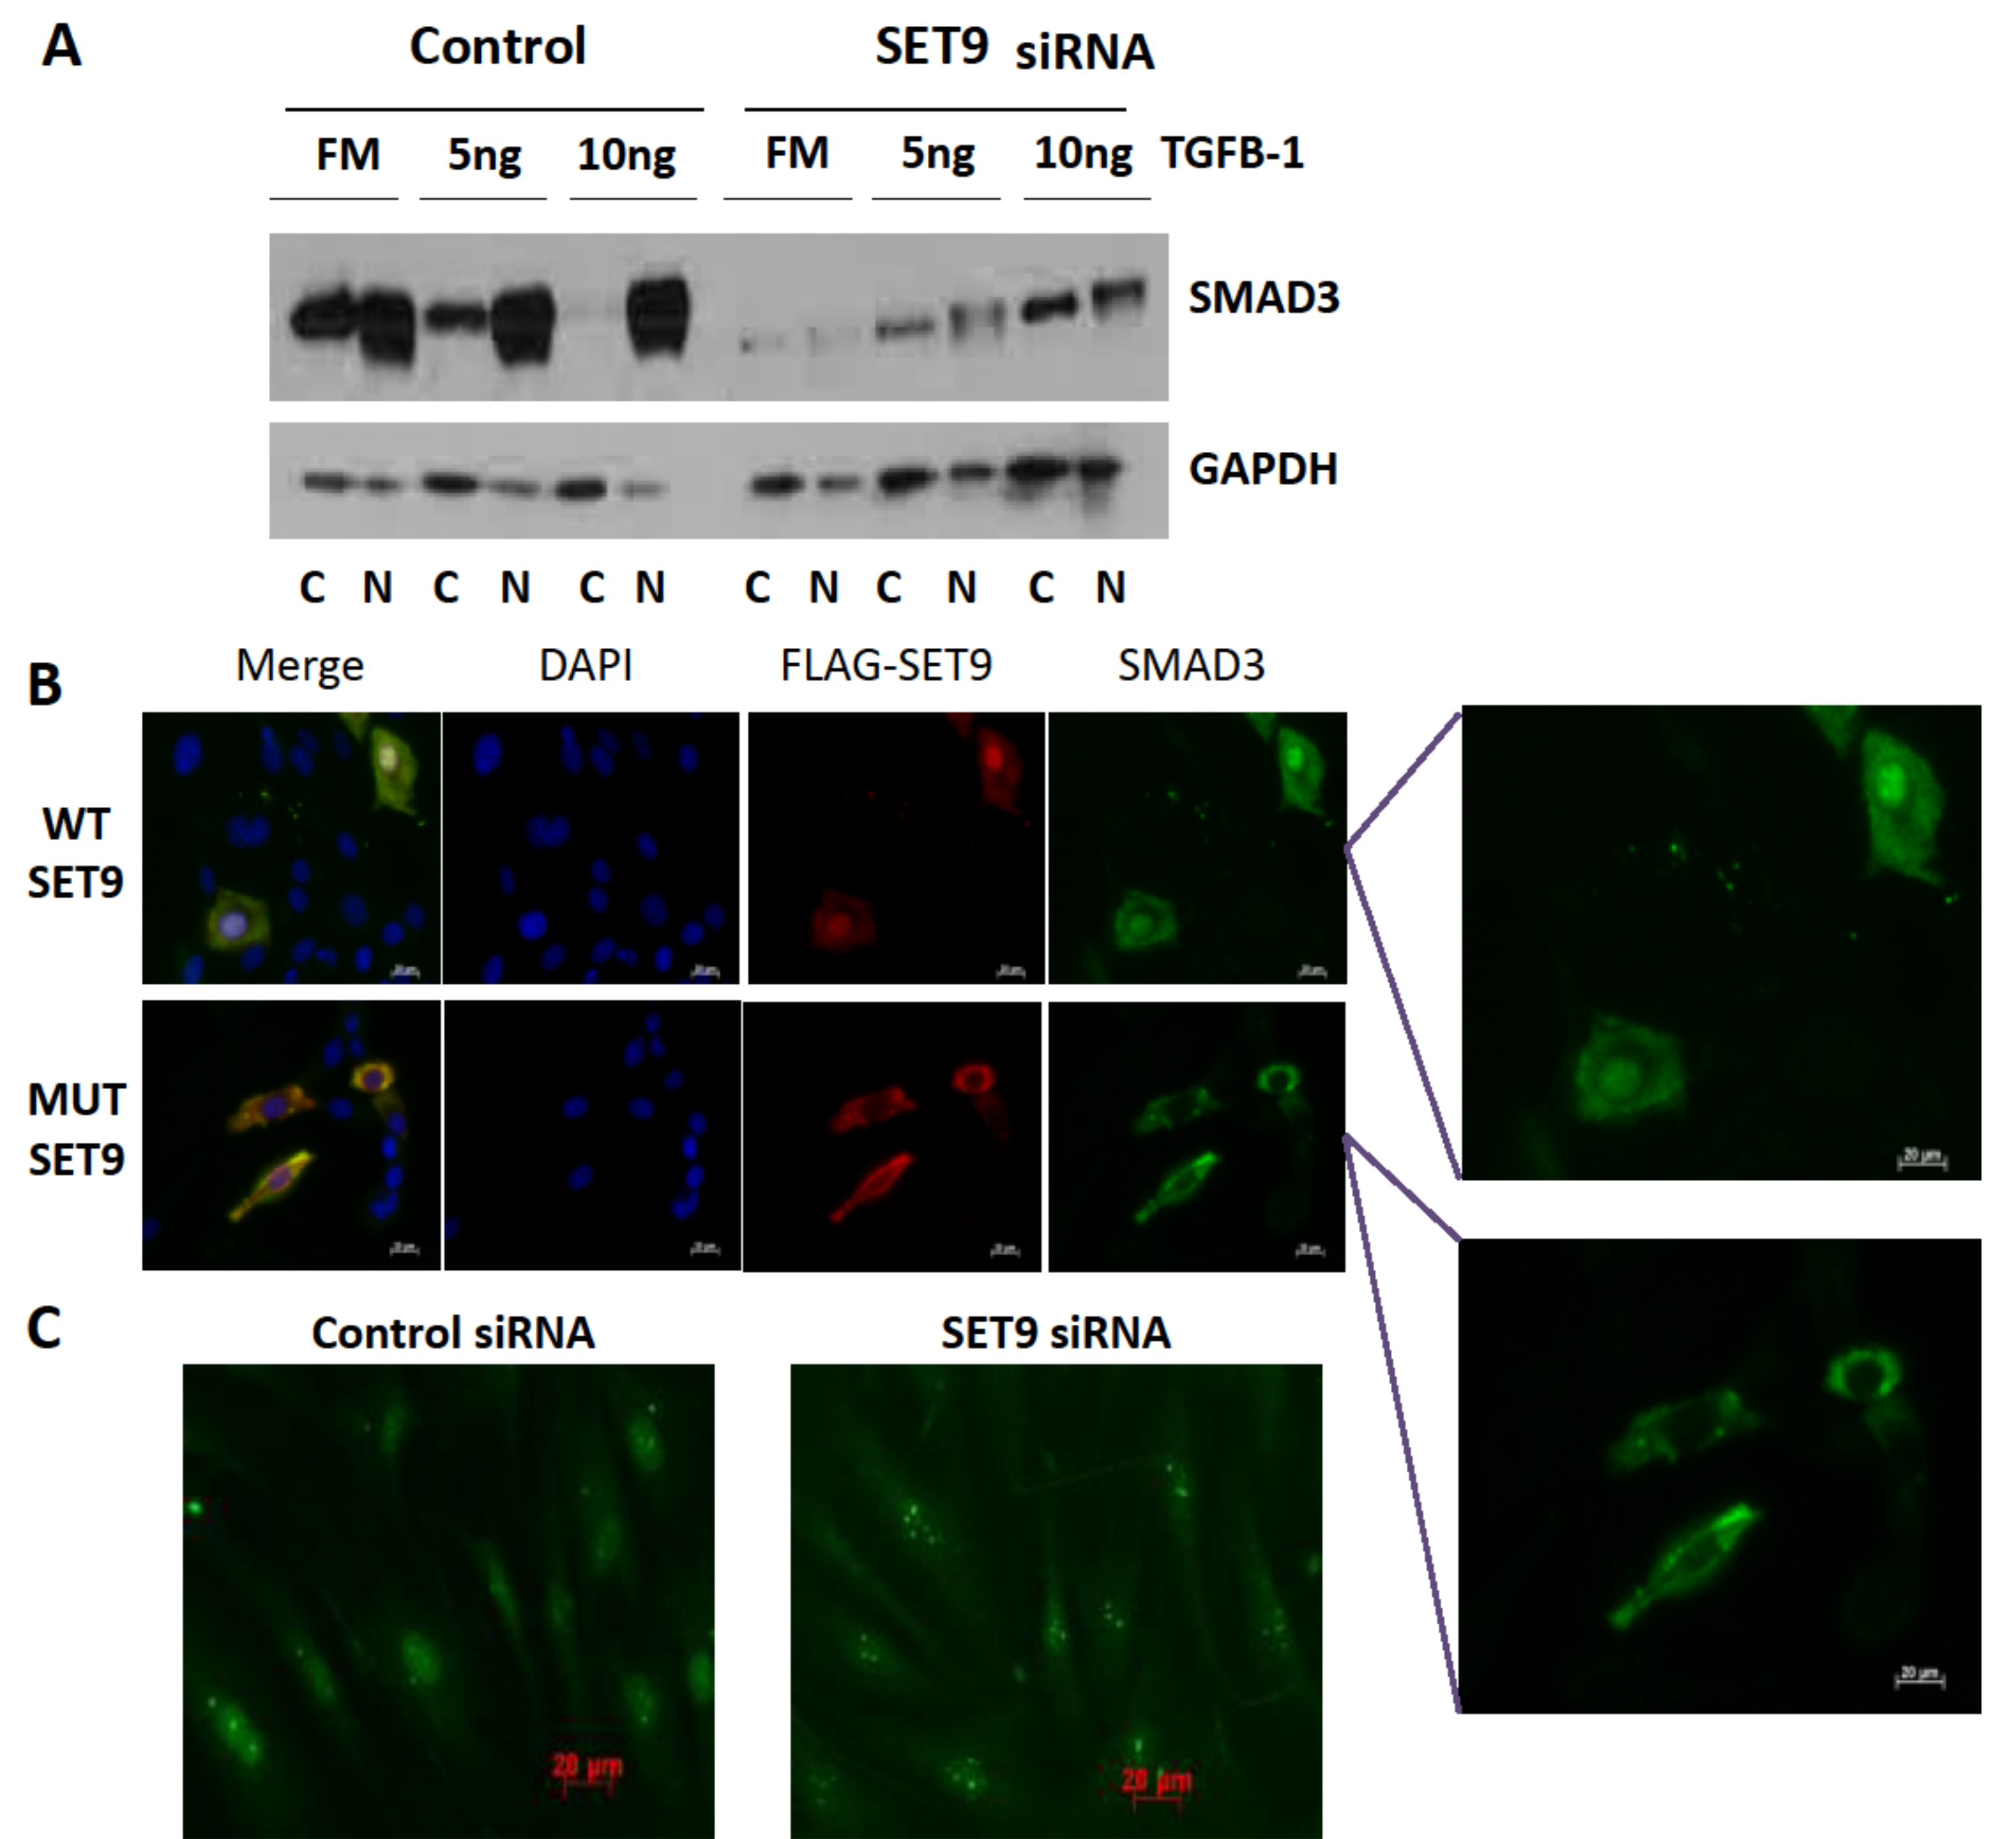 A
Control SET9 siRNA
FM 5ng 10ng FM 5ng 10ng TGFB-1
SMAD3
GAPDH
C N C N C N C N C N C N
B
Merge DAPI FLAG-SET9 SMAD3
WT
SET9
20 µm
MUT
SET9
20 µm
C
Control siRNA SET9 siRNA
20 µm 20 µm